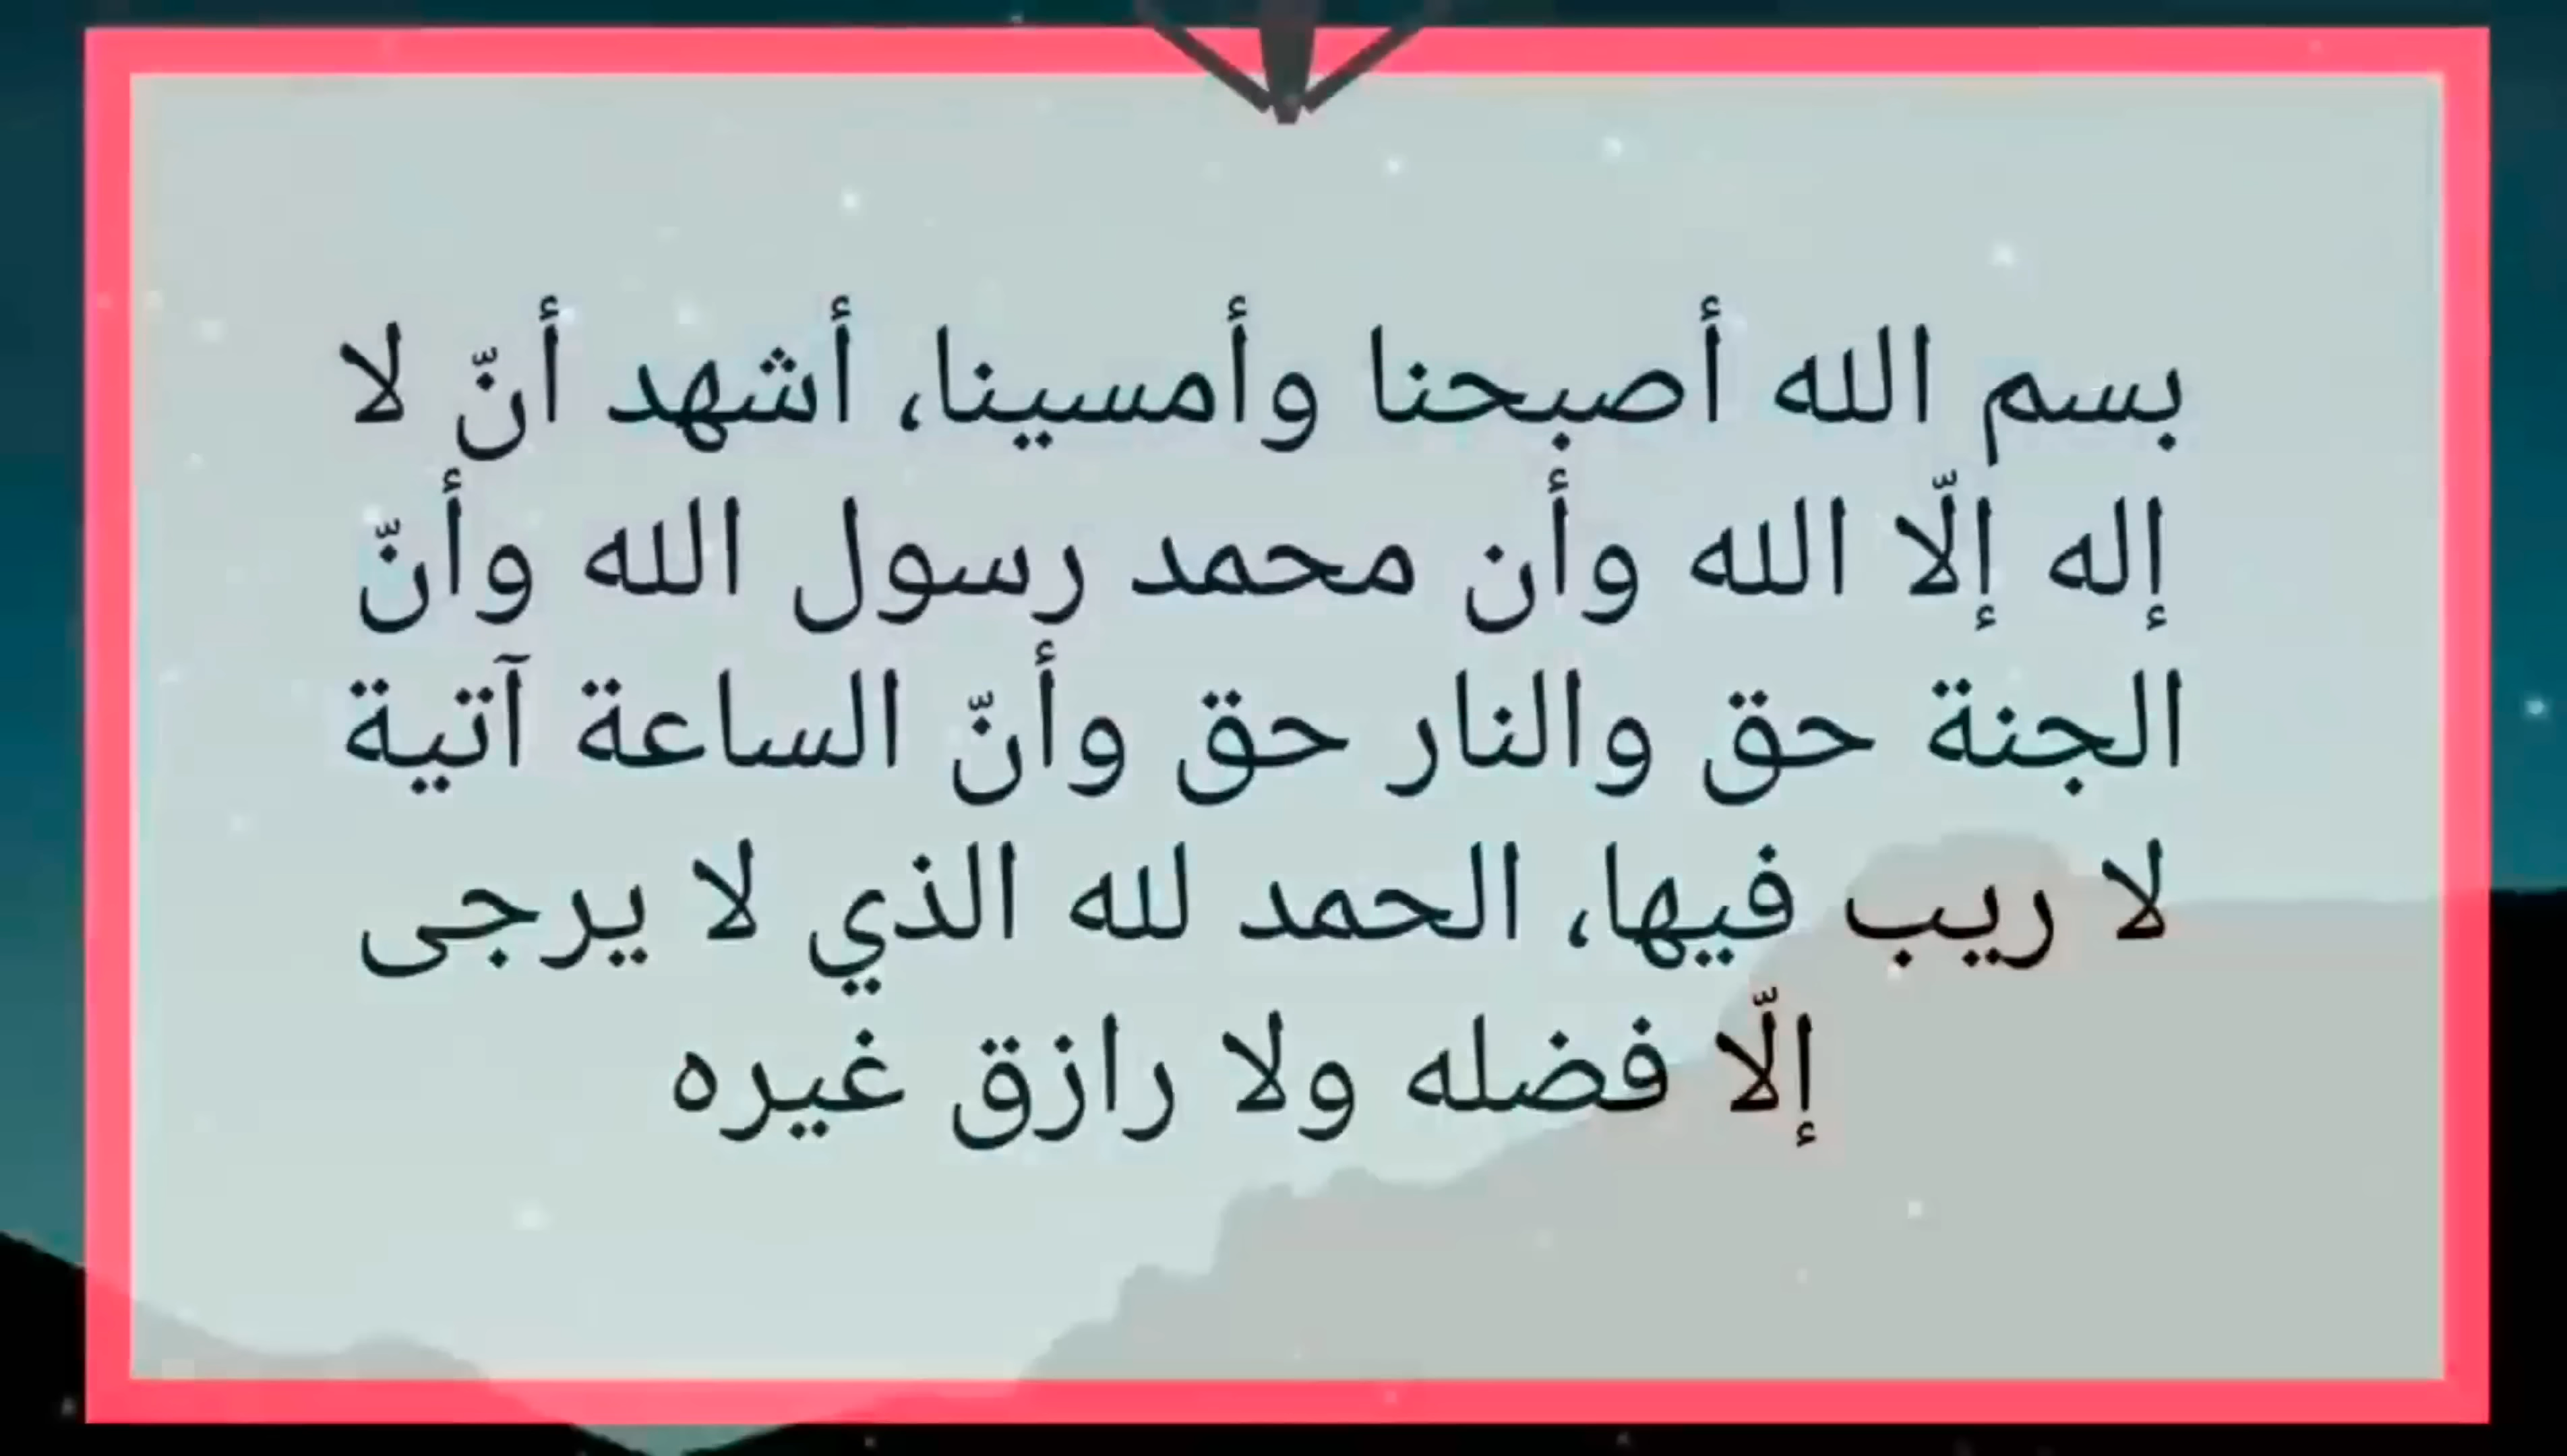 بسم الله أصبحنا وأمسينا، أشهد أنّ لا
إله إلّا الله وأن محمد رسول الله وأنّ
الجنة حق والنار حق وأنّ الساعة آتية
لا ريب فيها، الحمد لله الذي لا يرجى
إلّا فضله ولا رازق غيره